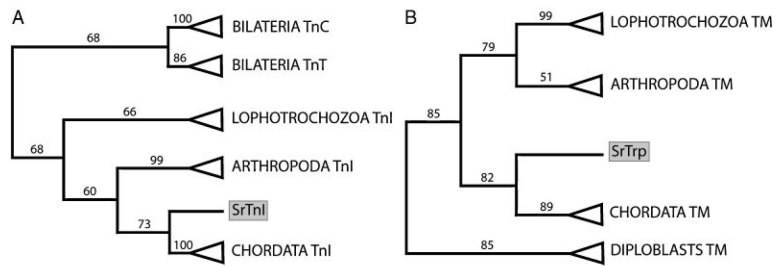 A
100
BILATERIA TnC
68
86
BILATERIA TnT
66
LOPHOTROCHOZOA TnI
68
99
ARTHROPODA TnI
60
SrTnI
73
100
CHORDATA TnI
B
99
LOPHOTROCHOZOA TM
79
51
ARTHROPODA TM
85
SrTrp
82
89
CHORDATA TM
85
DIPLOBLASTS TM